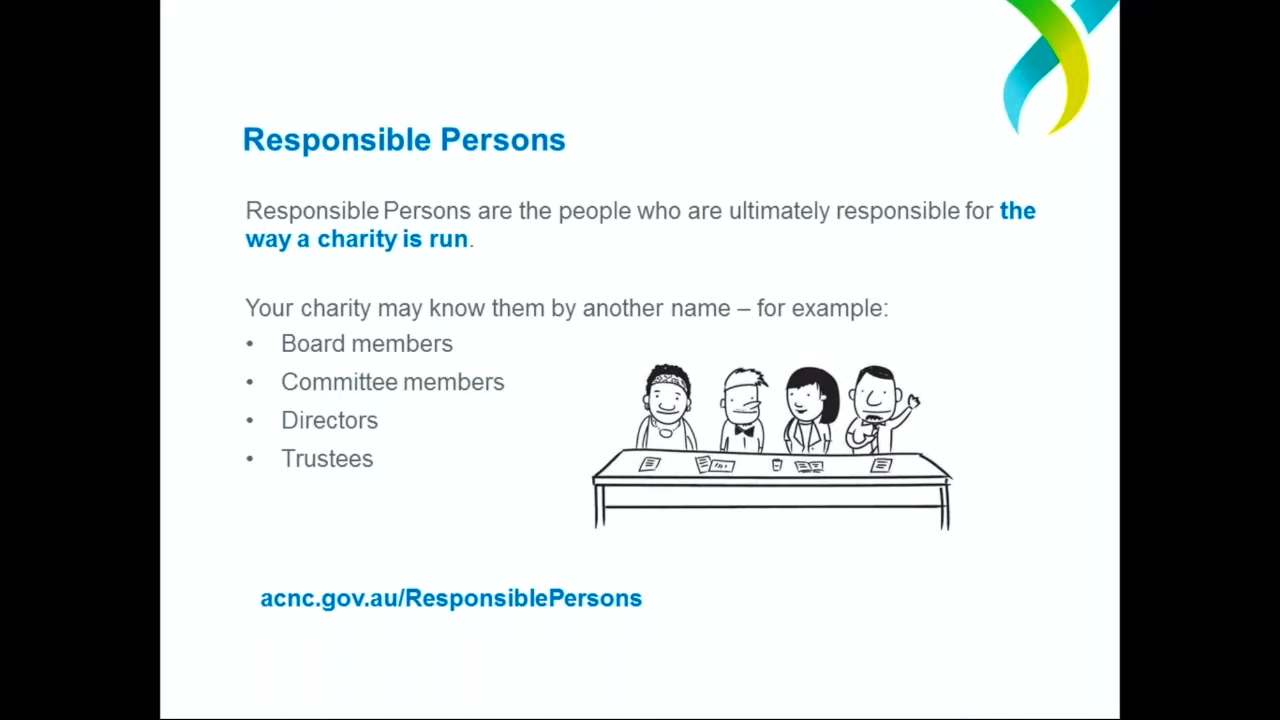 Responsible Persons
Responsible Persons are the people who are ultimately responsible for the
way a charity is run.
Your charity may know them by another name – for example:
• Board members
• Committee members
• Directors
• Trustees
acnc.gov.au/ResponsiblePersons